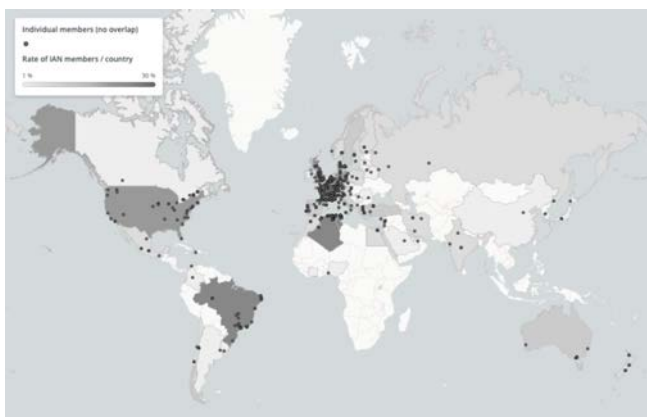 Individual members (no overlap)
Rate of IAN members / country
1 % 30 %